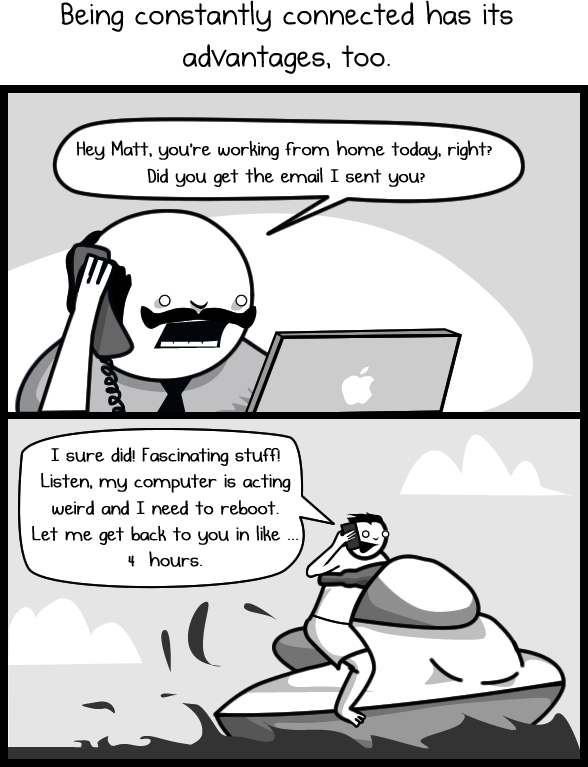 Being constantly connected has its
advantages, too.
Hey Matt, you're working from home today, right?
Did you get the email I sent you?
I sure did! Fascinating stuff!
Listen, my computer is acting
weird and I need to reboot.
Let me get back to you in like ...
4 hours.